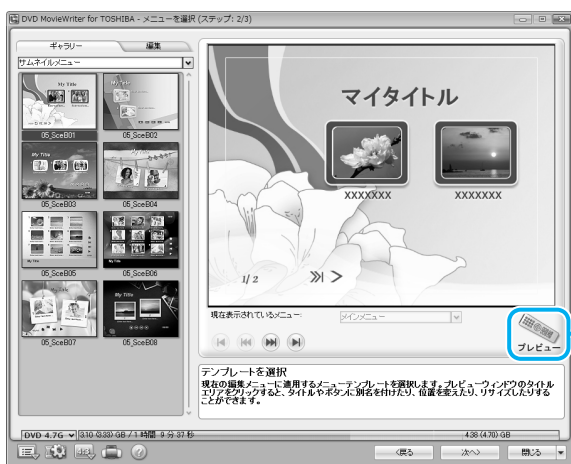 DVD MovieWriter for TOSHIBA - メニューを選択 (ステップ: 2/3)
ギャラリー 編集
サムネイルメニュー
05_SceB01 05_SceB02
05_SceB03 05_SceB04
05_SceB05 05_SceB06
05_SceB07 05_SceB08
マイタイトル
XXXXXXX XXXXXXX
1/2
現在表示されているメニュー: メインメニュー
プレビュー
テンプレートを選択
現在の編集メニューに適用するメニューテンプレートを選択します。プレビューウィンドウのタイトル
エリアをクリックすると、タイトルやボタンに別名を付けたり、位置を変えたり、リサイズしたりする
ことができます。
DVD 4.7G 3.10 (3.33) GB / 1 時間 9 分 37 秒 4.38 (4.70) GB
<戻る 次へ> 閉じる